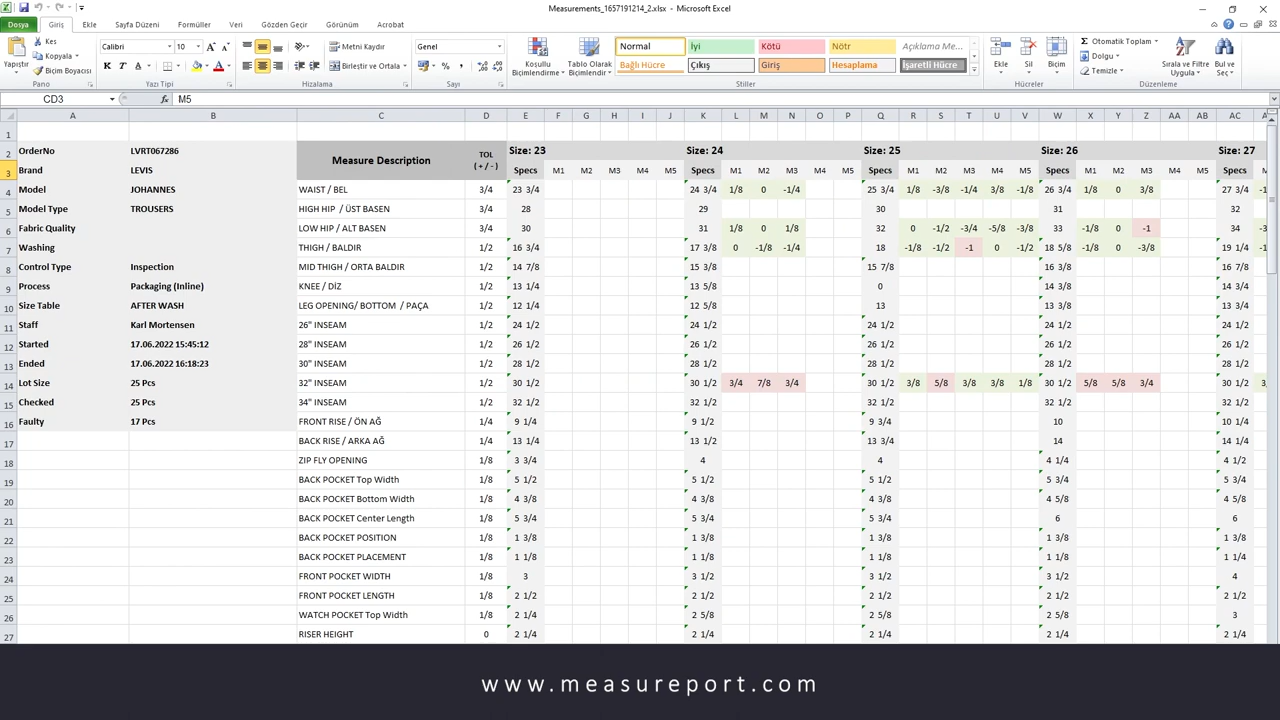 Measurements_1657191214_2.xlsx - Microsoft Excel
Dosya Giriş Ekle Sayfa Düzeni Formüller Veri Gözden Geçir Görünüm Acrobat
Yapıştır Kes Kopyala Biçim Boyacısı Pano
Calibri 10 K T A Yazı Tipi
Metni Kaydır Birleştir ve Ortala Hizalama
Genel % , Sayı
Koşullu Biçimlendirme Tablo Olarak Biçimlendir
Normal İyi Kötü Nötr Açıklama Me...
Bağlı Hücre Çıkış Giriş Hesaplama İşaretli Hücre
Stiller
Ekle Sil Biçim Hücreler
Σ Otomatik Toplam Dolgu Temizle Sırala ve Filtre Uygula Bul ve Seç Düzenleme
CD3 fx M5
A B C D E F G H I J K L M N O P Q R S T U V W X Y Z AA AB AC
1
2 OrderNo LVRT067286 Measure Description TOL (+ / -) Size: 23 Size: 24 Size: 25 Size: 26 Size: 27
3 Brand LEVIS Specs M1 M2 M3 M4 M5 Specs M1 M2 M3 M4 M5 Specs M1 M2 M3 M4 M5 Specs M1 M2 M3 M4 M5 Specs
4 Model JOHANNES WAIST / BEL 3/4 23 3/4 24 3/4 1/8 0 -1/4 25 3/4 1/8 -3/8 -1/4 3/8 -1/8 26 3/4 1/8 0 3/8 27 3/4
5 Model Type TROUSERS HIGH HIP / ÜST BASEN 3/4 28 29 30 31 32
6 Fabric Quality LOW HIP / ALT BASEN 3/4 30 31 1/8 0 1/8 32 0 -1/2 -3/4 -5/8 -3/8 33 -1/8 0 -1 34
7 Washing THIGH / BALDIR 1/2 16 3/4 17 3/8 0 -1/8 -1/4 18 -1/8 -1/2 -1 0 -1/2 18 5/8 -1/8 0 -3/8 19 1/4
8 Control Type Inspection MID THIGH / ORTA BALDIR 1/2 14 7/8 15 3/8 15 7/8 16 3/8 16 7/8
9 Process Packaging (Inline) KNEE / DİZ 1/2 13 1/4 13 5/8 0 14 3/8 14 3/4
10 Size Table AFTER WASH LEG OPENING/ BOTTOM / PAÇA 1/2 12 1/4 12 5/8 13 13 3/8 13 3/4
11 Staff Karl Mortensen 26" INSEAM 1/2 24 1/2 24 1/2 24 1/2 24 1/2 24 1/2
12 Started 17.06.2022 15:45:12 28" INSEAM 1/2 26 1/2 26 1/2 26 1/2 26 1/2 26 1/2
13 Ended 17.06.2022 16:18:23 30" INSEAM 1/2 28 1/2 28 1/2 28 1/2 28 1/2 28 1/2
14 Lot Size 25 Pcs 32" INSEAM 1/2 30 1/2 30 1/2 3/4 7/8 3/4 30 1/2 3/8 5/8 3/8 3/8 1/8 30 1/2 5/8 5/8 3/4 30 1/2
15 Checked 25 Pcs 34" INSEAM 1/2 32 1/2 32 1/2 32 1/2 32 1/2 32 1/2
16 Faulty 17 Pcs FRONT RISE / ÖN AĞ 1/4 9 1/4 9 1/2 9 3/4 10 10 1/4
17 BACK RISE / ARKA AĞ 1/4 13 1/4 13 1/2 13 3/4 14 14 1/4
18 ZIP FLY OPENING 1/8 3 3/4 4 4 4 1/4 4 1/2
19 BACK POCKET Top Width 1/8 5 1/2 5 1/2 5 1/2 5 3/4 5 3/4
20 BACK POCKET Bottom Width 1/8 4 3/8 4 3/8 4 3/8 4 5/8 4 5/8
21 BACK POCKET Center Length 1/8 5 3/4 5 3/4 5 3/4 6 6
22 BACK POCKET POSITION 1/8 1 3/8 1 3/8 1 3/8 1 3/8 1 3/8
23 BACK POCKET PLACEMENT 1/8 1 1/8 1 1/8 1 1/8 1 1/8 1 1/4
24 FRONT POCKET WIDTH 1/8 3 3 1/2 3 1/2 3 1/2 4
25 FRONT POCKET LENGTH 1/8 2 1/2 2 1/2 2 1/2 2 1/2 2 1/2
26 WATCH POCKET Top Width 1/8 2 1/4 2 5/8 2 1/4 2 5/8 3
27 RISER HEIGHT 0 2 1/4 2 1/4 2 1/4 2 1/4 2 1/4
www.measureport.com